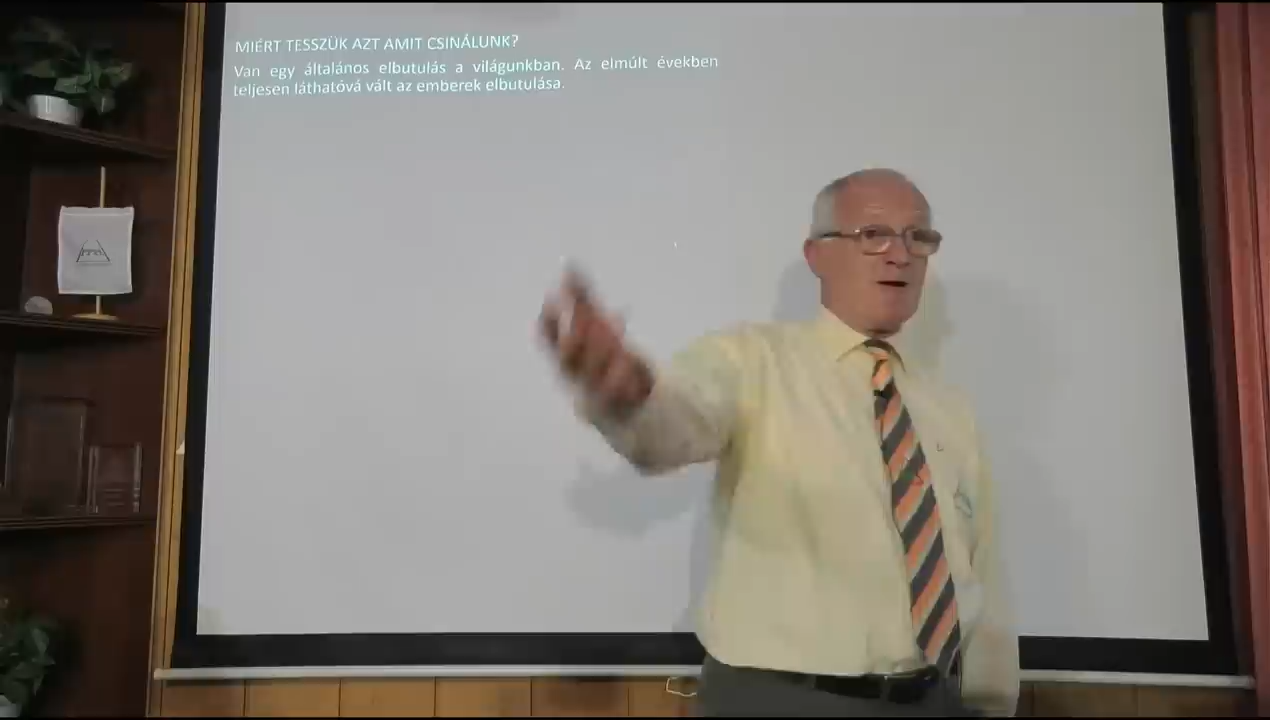 MIÉRT TESSZÜK AZT AMIT CSINÁLUNK?
Van egy általános elbutulás a világunkban. Az elmúlt években
teljesen láthatóvá vált az emberek elbutulása.